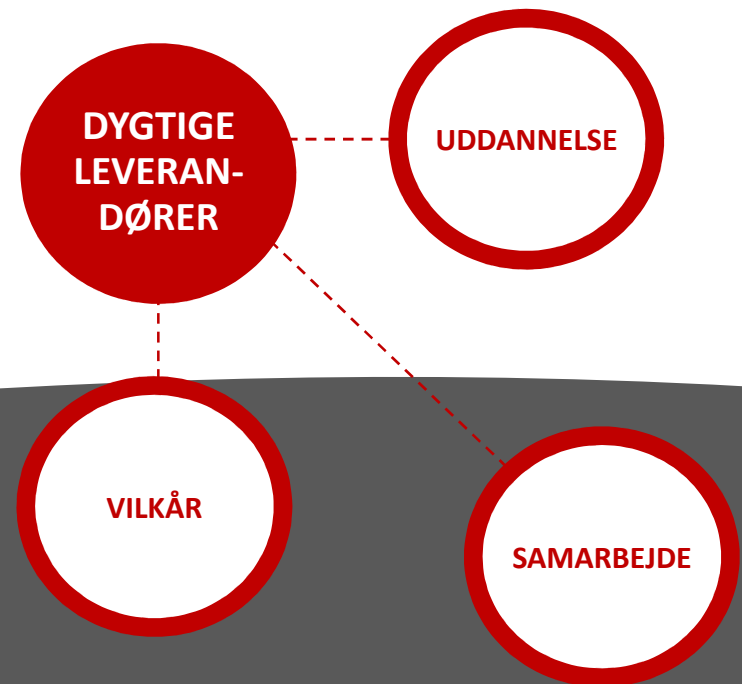 DYGTIGE
LEVERAN-
DØRER
UDDANNELSE
VILKÅR
SAMARBEJDE